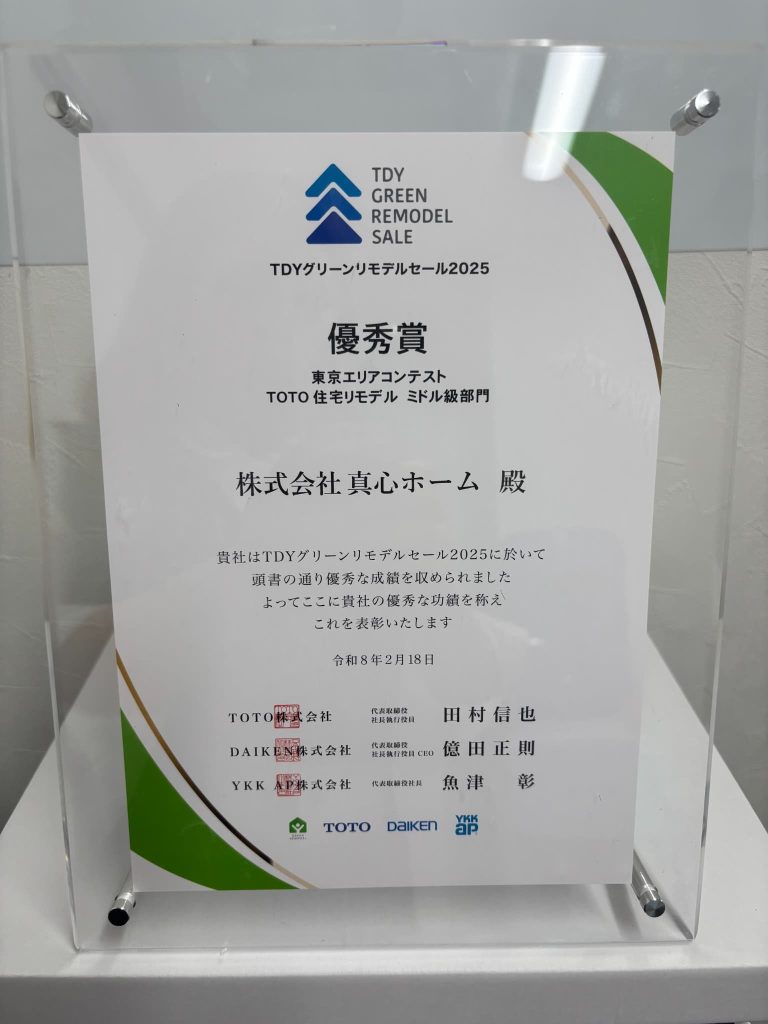 TDY
GREEN
REMODEL
SALE
TDYグリーンリモデルセール2025
優秀賞
東京エリアコンテスト
TOTO 住宅リモデル ミドル級部門
株式会社 真心ホーム 殿
貴社はTDYグリーンリモデルセール2025に於いて
頭書の通り優秀な成績を収められました
よってここに貴社の優秀な功績を称え
これを表彰いたします
令和8年2月18日
TOTO株式会社 代表取締役 社長執行役員 田村信也
DAIKEN株式会社 代表取締役 社長執行役員 CEO 億田正則
YKK AP株式会社 代表取締役社長 魚津 彰
TOTO DAIKEN YKK ap